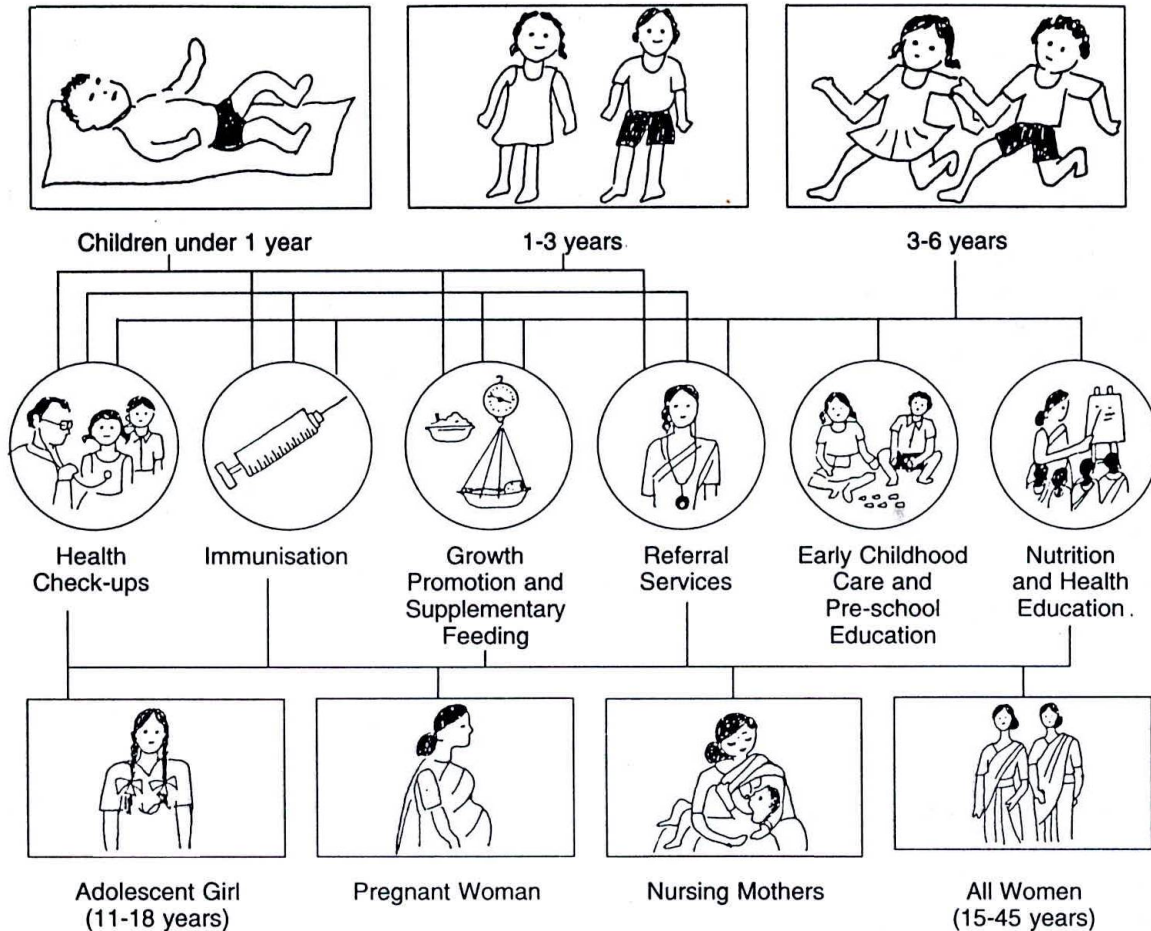 Children under 1 year
1-3 years.
3-6 years
Health
Check-ups
Immunisation
Growth
Promotion and
Supplementary
Feeding
Referral
Services
Early Childhood
Care and
Pre-school
Education
Nutrition
and Health
Education.
Adolescent Girl
(11-18 years)
Pregnant Woman
Nursing Mothers
All Women
(15-45 years)